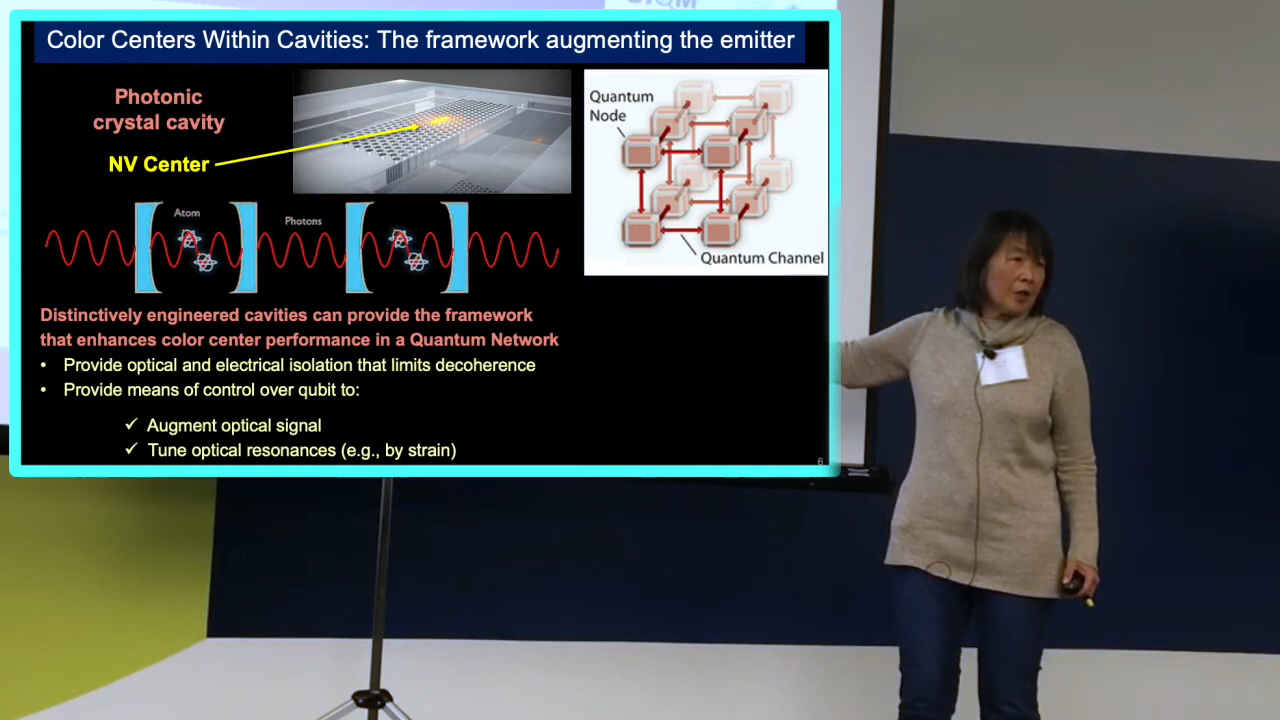 Color Centers Within Cavities: The framework augmenting the emitter
Photonic
crystal cavity
NV Center
Atom
Photons
Quantum
Node
Quantum Channel
Distinctively engineered cavities can provide the framework
that enhances color center performance in a Quantum Network
• Provide optical and electrical isolation that limits decoherence
• Provide means of control over qubit to:
✓ Augment optical signal
✓ Tune optical resonances (e.g., by strain)
6